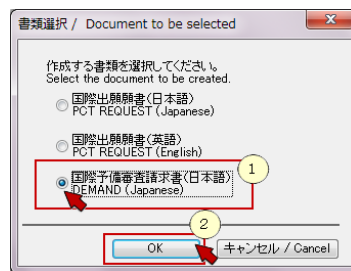 書類選択 / Document to be selected
作成する書類を選択してください。
Select the document to be created.
国際出願願書(日本語)
PCT REQUEST (Japanese)
国際出願願書(英語)
PCT REQUEST (English)
国際予備審査請求書(日本語)
DEMAND (Japanese)
1
2
OK
キャンセル / Cancel